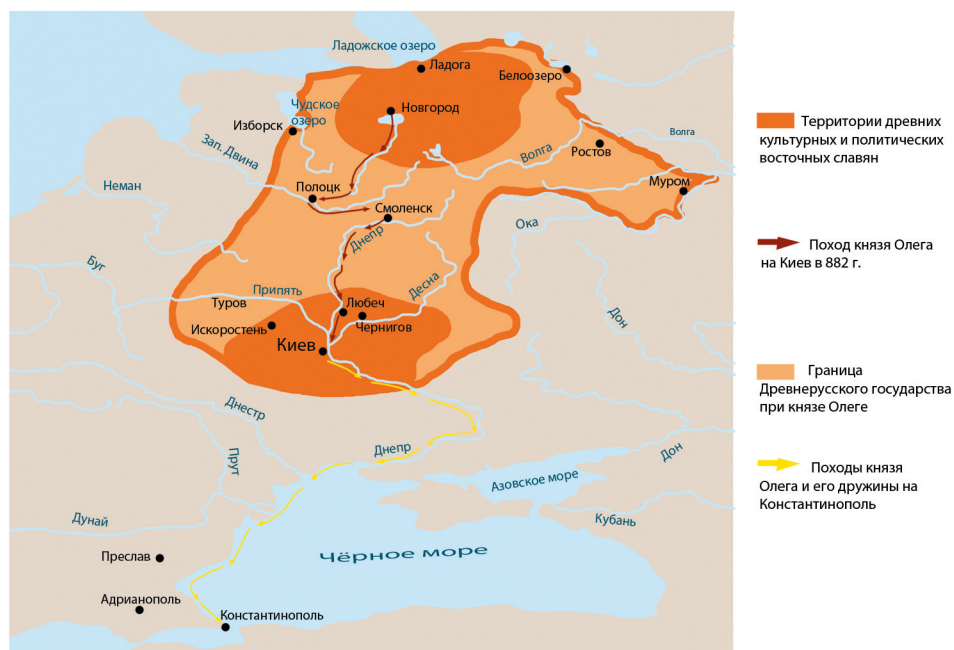 Ладожское озеро
Ладога
Белоозеро
Чудское
озеро
Новгород
Изборск
Зап. Двина
Волга
Волга
Ростов
Неман
Полоцк
Муром
Смоленск
Ока
Днепр
Буг
Десна
Припять
Туров
Любеч
Дон
Искоростень
Чернигов
Киев
Днестр
Днепр
Прут
Дон
Азовское море
Дунай
Кубань
Преслав
Чёрное море
Адрианополь
Константинополь
Территории древних
культурных и политических
восточных славян
Поход князя Олега
на Киев в 882 г.
Граница
Древнерусского государства
при князе Олеге
Походы князя
Олега и его дружины на
Константинополь